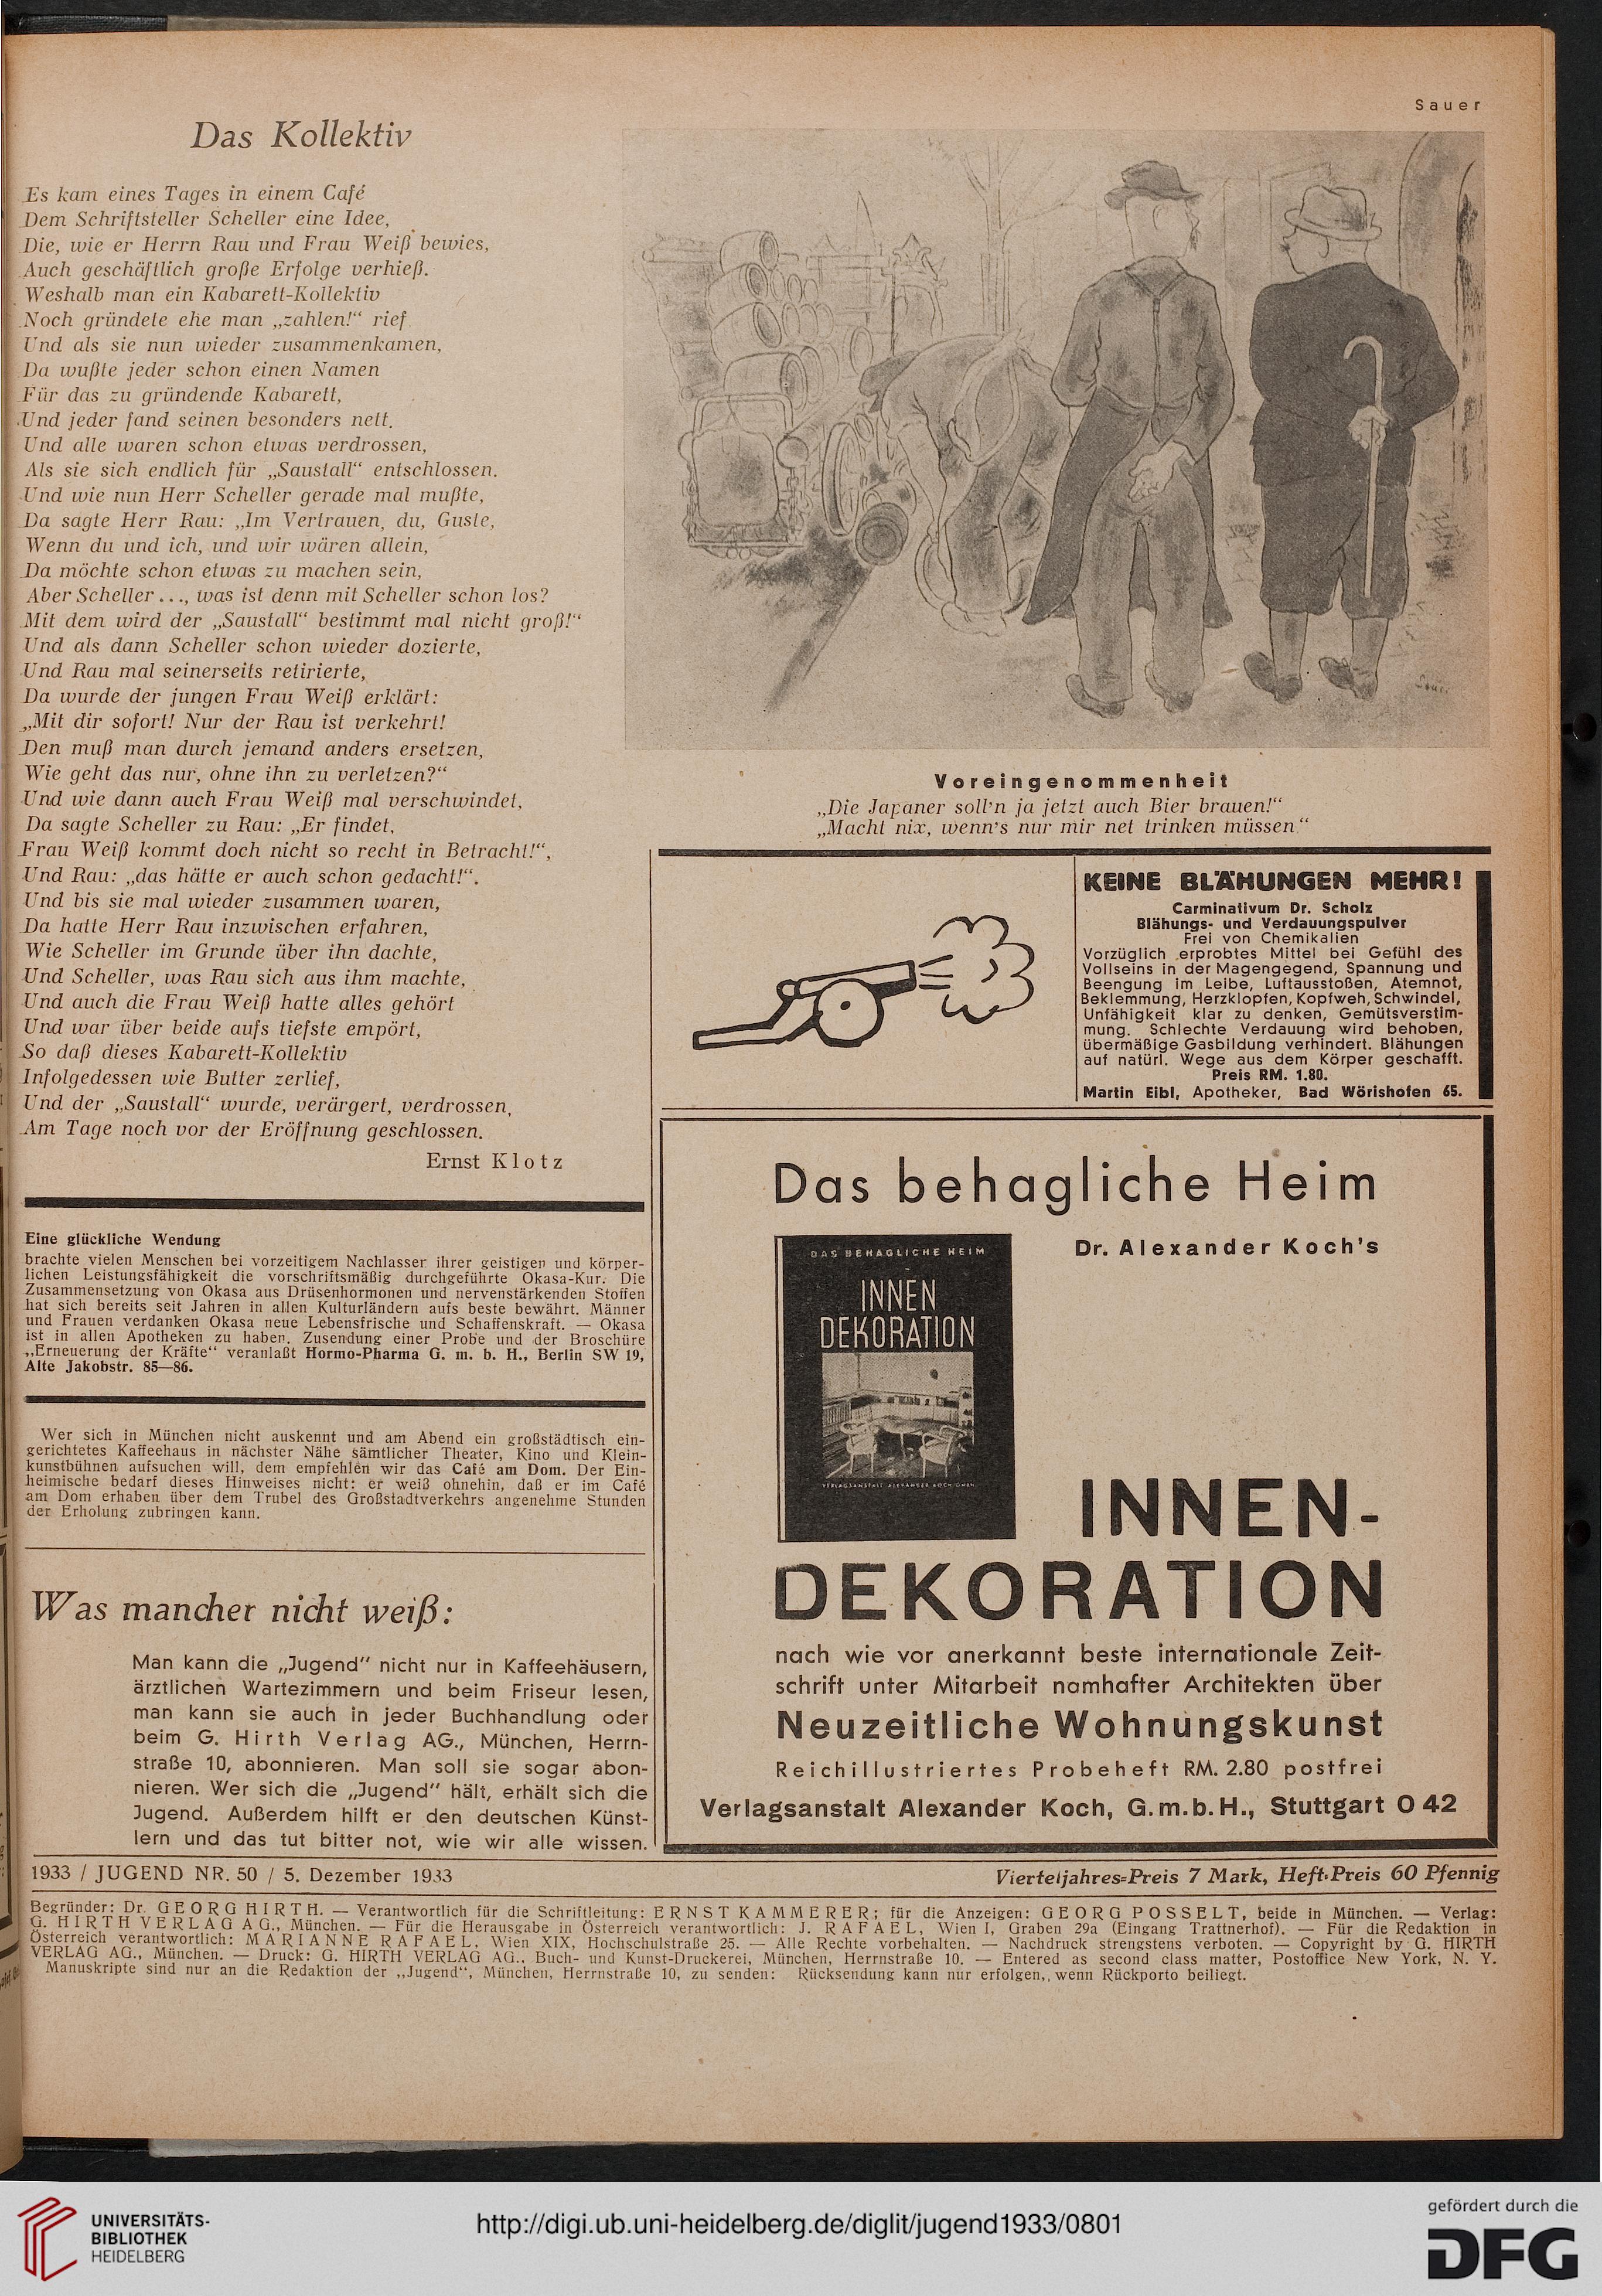 Sauer
Das Kollektiv
Es kam eines Tages in einem Café
Dem Schriftsteller Scheller eine Idee,
Die, wie er Herrn Rau und Frau Weiß bewies,
Auch geschäftlich große Erfolge verhieß.
Weshalb man ein Kabarett-Kollektiv
Noch gründete ehe man „zahlen!“ rief
Und als sie nun wieder zusammenkamen,
Da wußte jeder schon einen Namen
Für das zu gründende Kabarett,
Und jeder fand seinen besonders nett.
Und alle waren schon etwas verdrossen,
Als sie sich endlich für „Saustall“ entschlossen.
Und wie nun Herr Scheller gerade mal mußte,
Da sagte Herr Rau: „Im Vertrauen, du, Guste,
Wenn du und ich, und wir wären allein,
Da möchte schon etwas zu machen sein,
Aber Scheller ..., was ist denn mit Scheller schon los?
Mit dem wird der „Saustall“ bestimmt mal nicht groß!“
Und als dann Scheller schon wieder dozierte,
Und Rau mal seinerseits retirierte,
Da wurde der jungen Frau Weiß erklärt:
„Mit dir sofort! Nur der Rau ist verkehrt!
Den muß man durch jemand anders ersetzen,
Wie geht das nur, ohne ihn zu verletzen?“
Und wie dann auch Frau Weiß mal verschwindet,
Da sagte Scheller zu Rau: „Er findet,
Frau Weiß kommt doch nicht so recht in Betracht!“,
Und Rau: „das hätte er auch schon gedacht!“.
Und bis sie mal wieder zusammen waren,
Da hatte Herr Rau inzwischen erfahren,
Wie Scheller im Grunde über ihn dachte,
Und Scheller, was Rau sich aus ihm machte,
Und auch die Frau Weiß hatte alles gehört
Und war über beide aufs tiefste empört,
So daß dieses Kabarett-Kollektiv
Infolgedessen wie Butter zerlief,
Und der „Saustall“ wurde, verärgert, verdrossen,
Am Tage noch vor der Eröffnung geschlossen.
Ernst Klotz
Eine glückliche Wendung
brachte vielen Menschen bei vorzeitigem Nachlasser ihrer geistigen und körper-
lichen Leistungsfähigkeit die vorschriftsmäßig durchgeführte Okasa-Kur. Die
Zusammensetzung von Okasa aus Drüsenhormonen und nervenstärkenden Stoffen
hat sich bereits seit Jahren in allen Kulturländern aufs beste bewährt. Männer
und Frauen verdanken Okasa neue Lebensfrische und Schaffenskraft. — Okasa
ist in allen Apotheken zu haben. Zusendung einer Probe und der Broschüre
„Erneuerung der Kräfte“ veranlaßt Hormo-Pharma G. m. b. H., Berlin SW 19,
Alte Jakobstr. 85—86.
Wer sich in München nicht auskennt und am Abend ein großstädtisch ein-
gerichtetes Kaffeehaus in nächster Nähe sämtlicher Theater, Kino und Klein-
kunstbühnen aufsuchen will, dem empfehlen wir das Café am Dom. Der Ein-
heimische bedarf dieses Hinweises nicht: er weiß ohnehin, daß er im Café
am Dom erhaben über dem Trubel des Großstadtverkehrs angenehme Stunden
der Erholung zubringen kann.
Was mancher nicht weiß:
Man kann die „Jugend“ nicht nur in Kaffeehäusern,
ärztlichen Wartezimmern und beim Friseur lesen,
man kann sie auch in jeder Buchhandlung oder
beim G. Hirth Verlag AG., München, Herrn-
straße 10, abonnieren. Man soll sie sogar abon-
nieren. Wer sich die „Jugend“ hält, erhält sich die
Jugend. Außerdem hilft er den deutschen Künst-
lern und das tut bitter not, wie wir alle wissen.
Sauer
Voreingenommenheit
„Die Japaner soll'n ja jetzt auch Bier brauen!“
„Macht nix, wenn's nur mir net trinken müssen“
KEINE BLÄHUNGEN MEHR!
Carminativum Dr. Scholz
Blähungs- und Verdauungspulver
Frei von Chemikalien
Vorzüglich erprobtes Mittel bei Gefühl des
Vollseins in der Magengegend, Spannung und
Beengung im Leibe, Luftausstoßen, Atemnot,
Beklemmung, Herzklopfen, Kopfweh, Schwindel,
Unfähigkeit klar zu denken, Gemütsverstim-
mung. Schlechte Verdauung wird behoben,
übermäßige Gasbildung verhindert. Blähungen
auf natürl. Wege aus dem Körper geschafft.
Preis RM. 1.80.
Martin Eibl, Apotheker, Bad Wörishofen 65.
Das behagliche Heim
Dr. Alexander Koch's
DAS BEHAGLICHE HEIM
INNEN
DEKORATION
VERLAGSANSTALT ALEXANDER KOCH GMBH.
INNEN-
DEKORATION
nach wie vor anerkannt beste internationale Zeit-
schrift unter Mitarbeit namhafter Architekten über
Neuzeitliche Wohnungskunst
Reichillustriertes Probeheft RM. 2.80 postfrei
Verlagsanstalt Alexander Koch, G.m.b.H., Stuttgart O 42
1933 / JUGEND NR. 50 / 5. Dezember 1933
Vierteljahres-Preis 7 Mark, Heft-Preis 60 Pfennig
Begründer: Dr. GEORG HIRTH. — Verantwortlich für die Schriftleitung: ERNST KAMMERER; für die Anzeigen: GEORG POSSELT, beide in München. — Verlag:
G. HIRTH VERLAG AG., München. — Für die Herausgabe in Österreich verantwortlich: J. RAFAEL, Wien I, Graben 29a (Eingang Trattnerhof). — Für die Redaktion in
Österreich verantwortlich: MARIANNE RAFAEL, Wien XIX, Hochschulstraße 25. — Alle Rechte vorbehalten. — Nachdruck strengstens verboten. — Copyright by G. HIRTH
VERLAG AG., München. — Druck: G. HIRTH VERLAG AG., Buch- und Kunst-Druckerei, München, Herrnstraße 10. — Entered as second class matter, Postoffice New York, N. Y.
Manuskripte sind nur an die Redaktion der „Jugend“, München, Herrnstraße 10, zu senden: Rücksendung kann nur erfolgen, wenn Rückporto beiliegt.
UNIVERSITÄTS-
BIBLIOTHEK
HEIDELBERG
http://digi.ub.uni-heidelberg.de/diglit/jugend1933/0801
gefördert durch die
DFG